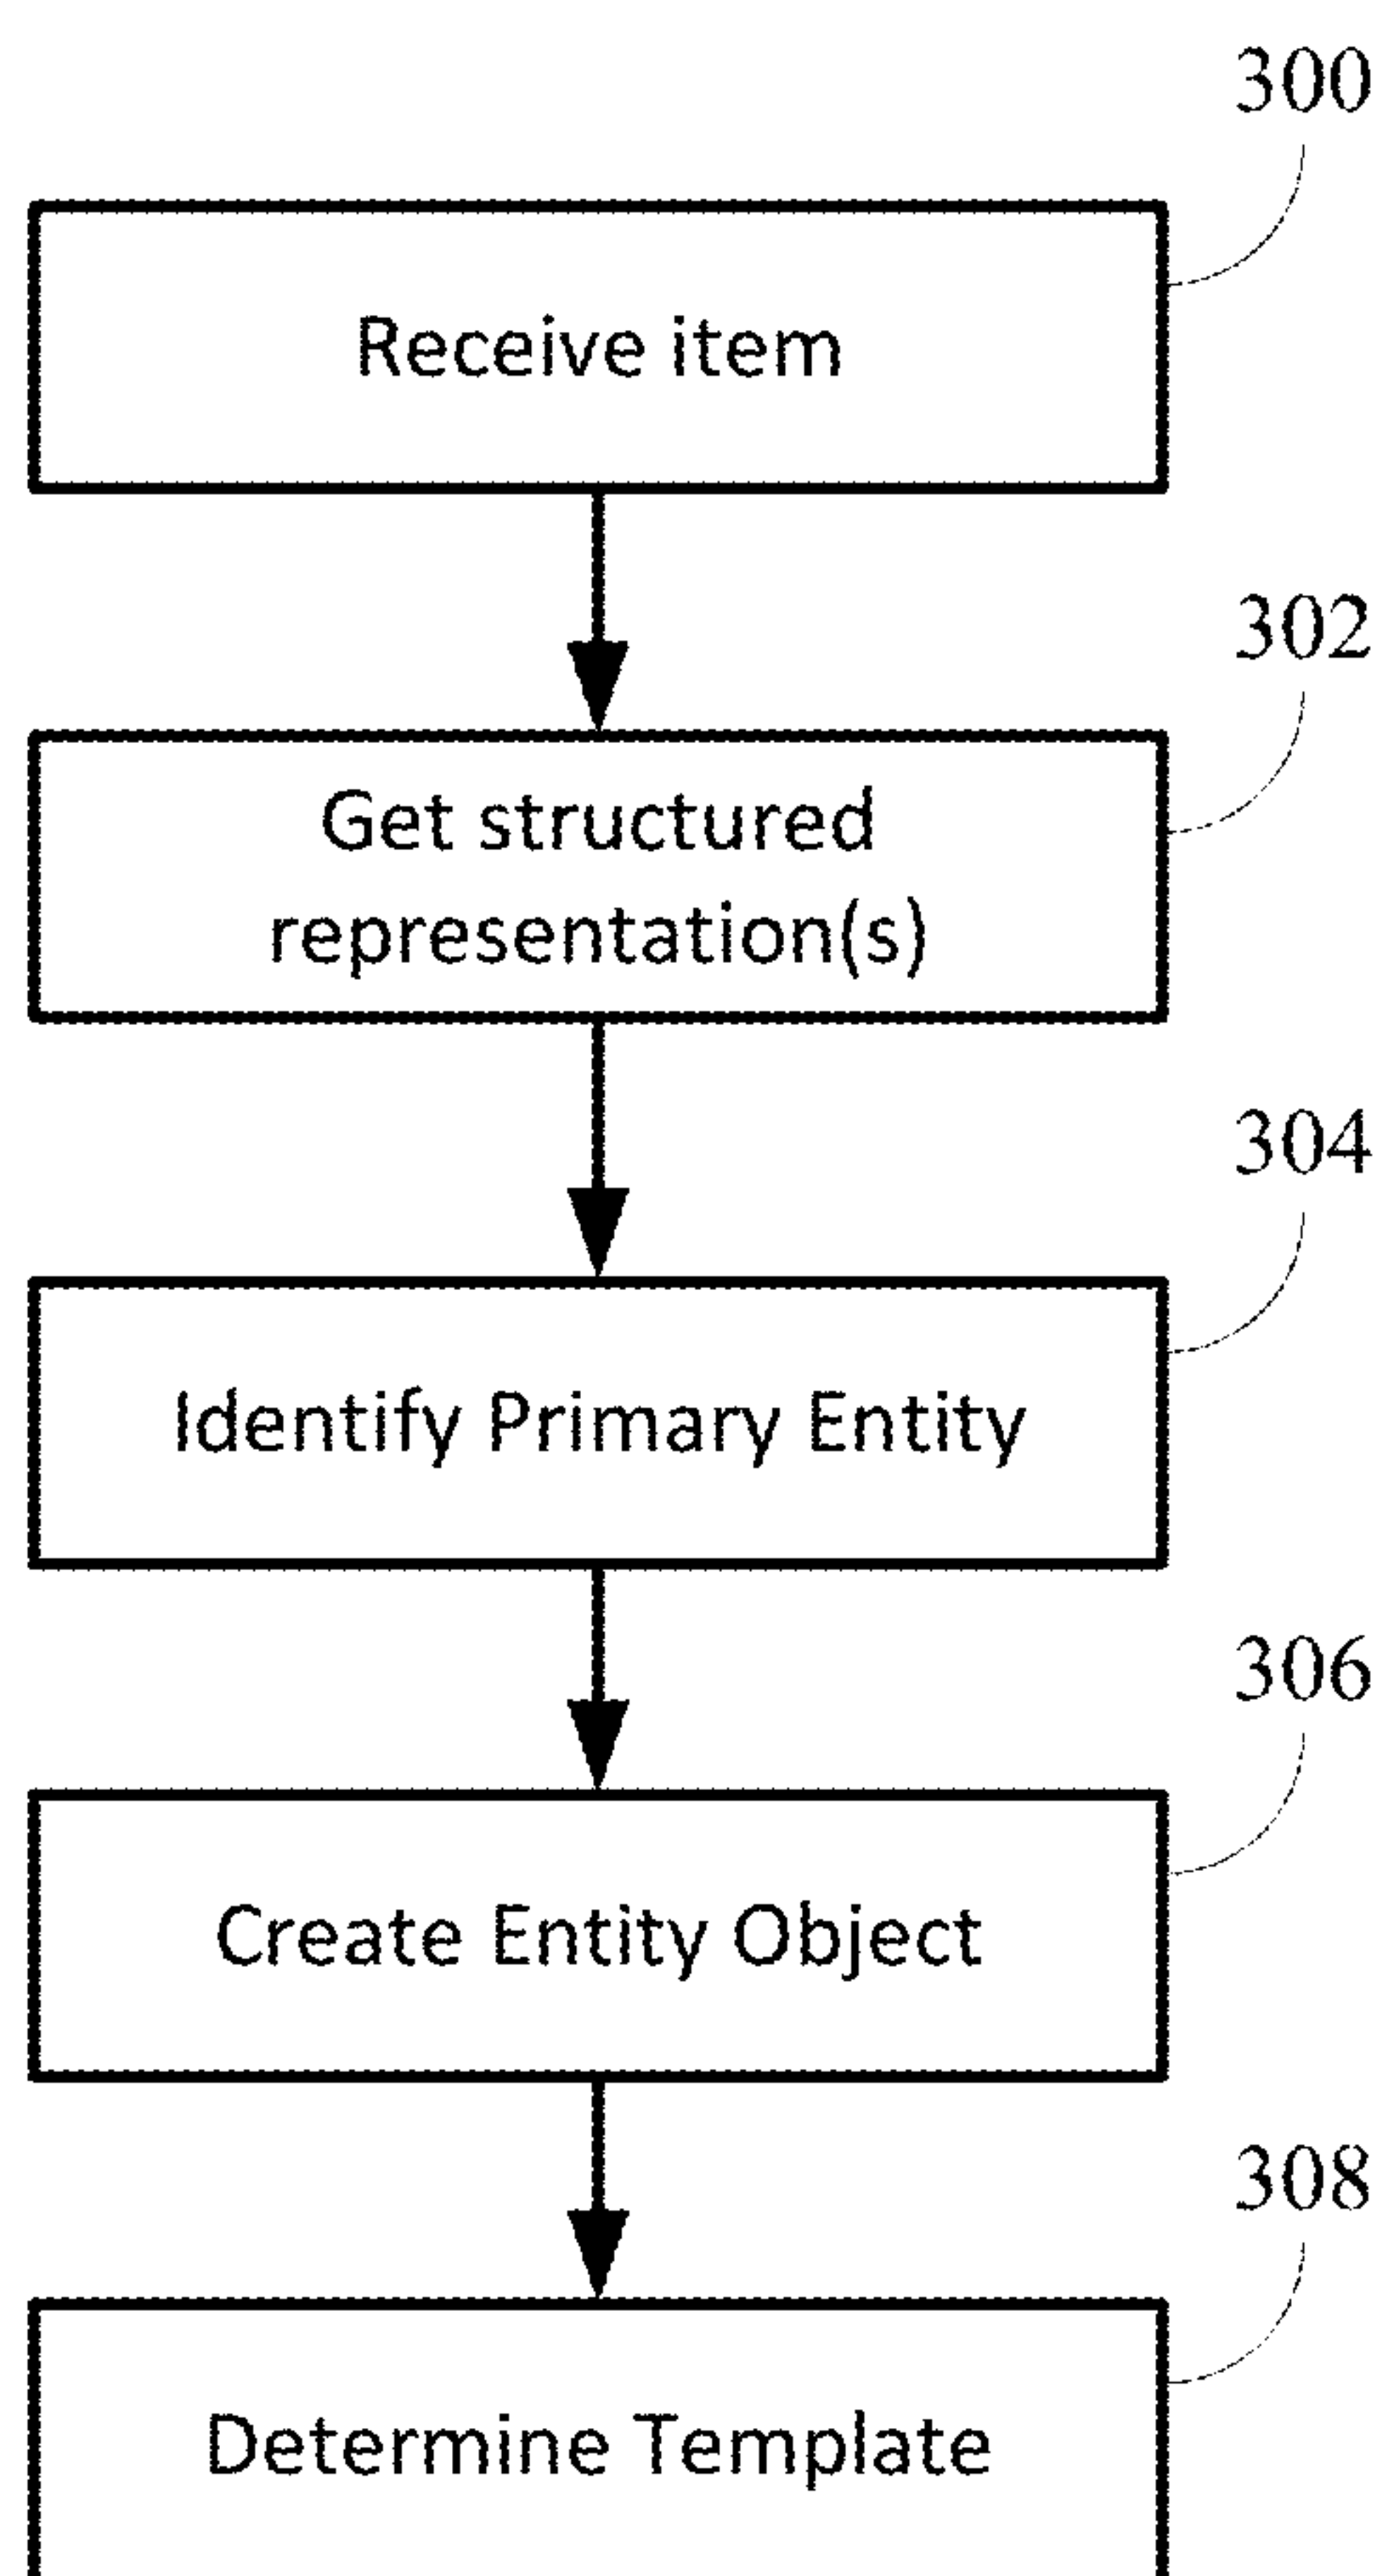 300
Receive item
302
Get structured
representation(s)
304
Identify Primary Entity
306
Create Entity Object
308
Determine Template